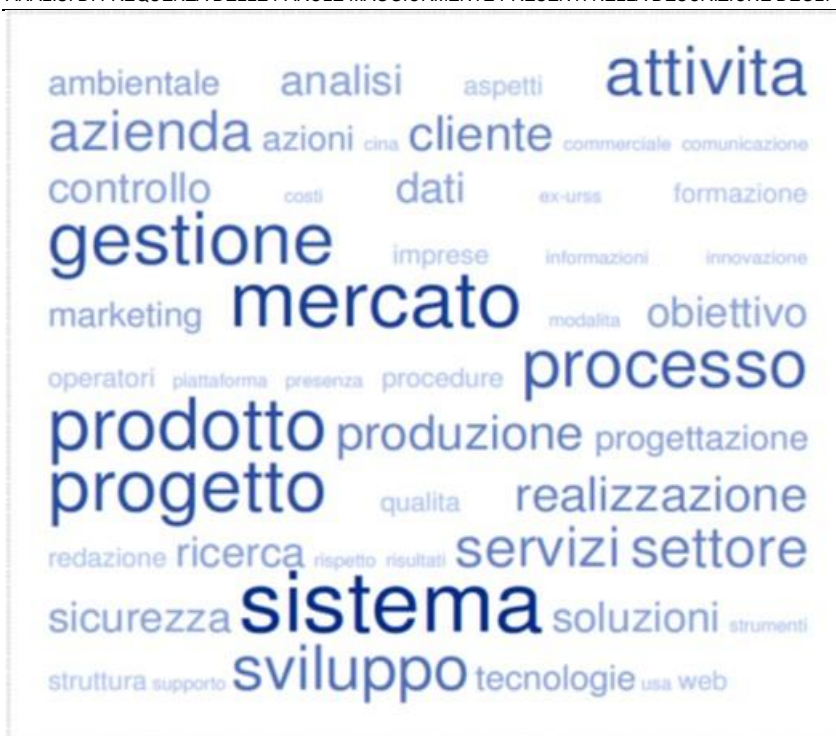 ambientale analisi aspetti attivita
azienda azioni cina cliente commerciale comunicazione
controllo costi dati ex-urss formazione
gestione imprese informazioni innovazione
marketing mercato modalita obiettivo
operatori piattaforma presenza procedure processo
prodotto produzione progettazione
progetto qualita realizzazione
redazione ricerca rispetto risultati servizi settore
sicurezza sistema soluzioni strumenti
struttura supporto sviluppo tecnologie usa web